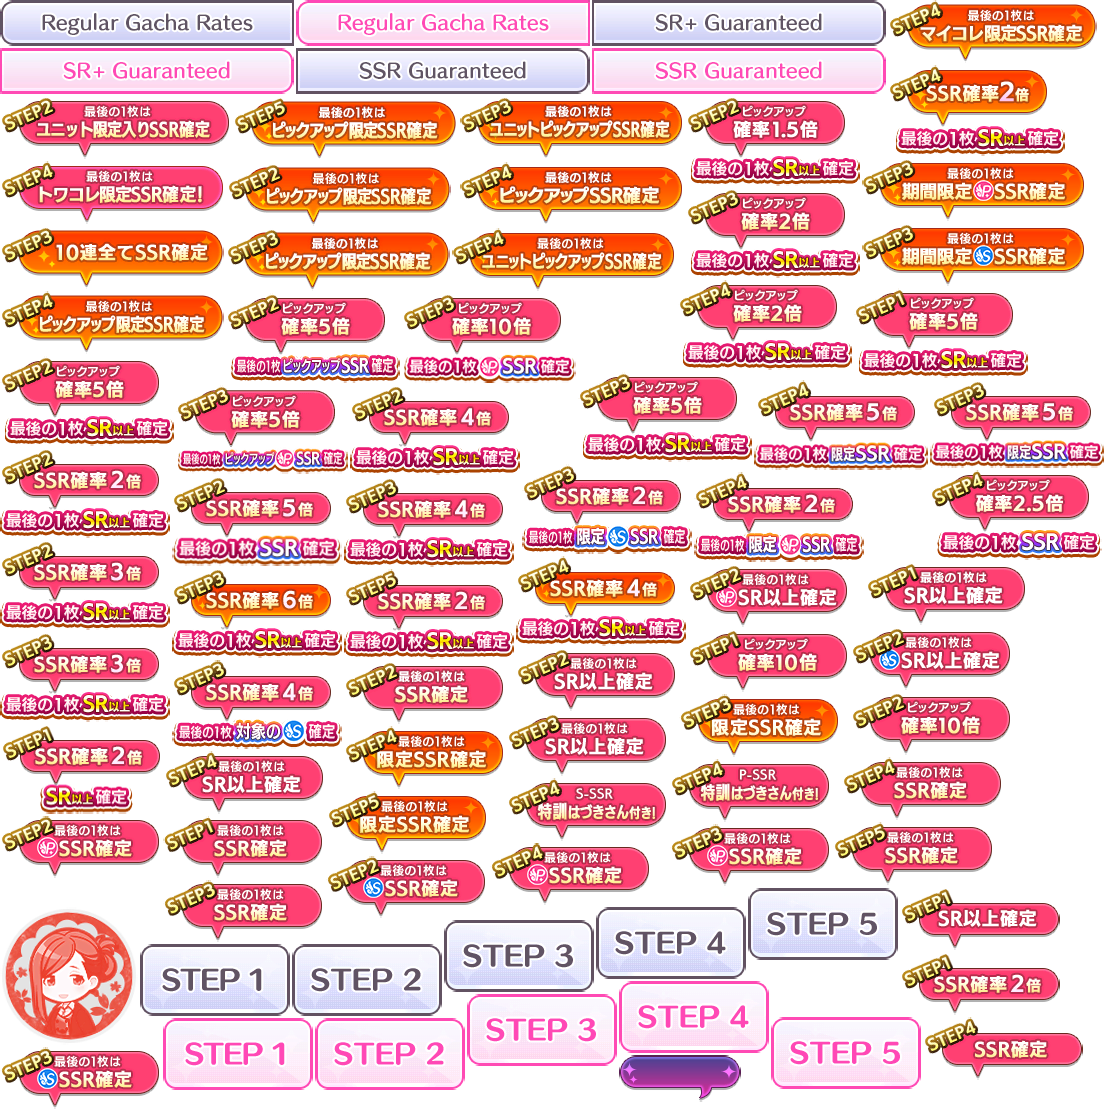 Regular Gacha Rates
Regular Gacha Rates
SR+ Guaranteed
STEP4
最後の1枚は
マイコレ限定SSR確定
SR+ Guaranteed
SSR Guaranteed
SSR Guaranteed
STEP4
SSR確率2倍
最後の1枚 SR以上 確定
STEP2
最後の1枚は
ユニット限定入りSSR確定
STEP5
最後の1枚は
ピックアップ限定SSR確定
STEP3
最後の1枚は
ユニットピックアップSSR確定
STEP2
ピックアップ
確率1.5倍
最後の1枚 SR以上 確定
STEP4
最後の1枚は
トワコレ限定SSR確定!
STEP2
最後の1枚は
ピックアップ限定SSR確定
STEP4
最後の1枚は
ピックアップSSR確定
STEP3
ピックアップ
確率2倍
最後の1枚 SR以上 確定
STEP3
最後の1枚は
期間限定PSSR確定
STEP3
10連全てSSR確定
STEP3
最後の1枚は
ピックアップ限定SSR確定
STEP4
最後の1枚は
ユニットピックアップSSR確定
STEP3
最後の1枚は
期間限定SSSR確定
STEP4
最後の1枚は
ピックアップ限定SSR確定
STEP2
ピックアップ
確率5倍
最後の1枚 ピックアップSSR 確定
STEP3
ピックアップ
確率10倍
最後の1枚 P SSR 確定
STEP4
ピックアップ
確率2倍
最後の1枚 SR以上 確定
STEP1
ピックアップ
確率5倍
最後の1枚 SR以上 確定
STEP2
ピックアップ
確率5倍
最後の1枚 SR以上 確定
STEP3
ピックアップ
確率5倍
最後の1枚 ピックアップ P SSR 確定
STEP2
SSR確率4倍
最後の1枚 SR以上 確定
STEP3
ピックアップ
確率5倍
最後の1枚 SR以上 確定
STEP4
SSR確率5倍
最後の1枚 限定SSR 確定
STEP3
SSR確率5倍
最後の1枚 限定SSR 確定
STEP2
SSR確率2倍
最後の1枚 SR以上 確定
STEP2
SSR確率5倍
最後の1枚 SSR 確定
STEP3
SSR確率4倍
最後の1枚 SR以上 確定
STEP3
SSR確率2倍
最後の1枚 限定 S SSR 確定
STEP4
SSR確率2倍
最後の1枚 限定 P SSR 確定
STEP4
ピックアップ
確率2.5倍
最後の1枚 SSR 確定
STEP2
SSR確率3倍
最後の1枚 SR以上 確定
STEP3
SSR確率6倍
最後の1枚 SR以上 確定
STEP5
SSR確率2倍
最後の1枚 SR以上 確定
STEP4
SSR確率4倍
最後の1枚 SR以上 確定
STEP2
最後の1枚は
PSR以上確定
STEP1
最後の1枚は
SR以上確定
STEP3
SSR確率3倍
最後の1枚 SR以上 確定
STEP3
SSR確率4倍
最後の1枚 対象の S 確定
STEP2
最後の1枚は
SSR確定
STEP2
最後の1枚は
SR以上確定
STEP1
ピックアップ
確率10倍
STEP2
最後の1枚は
SSR以上確定
STEP1
SSR確率2倍
SR以上 確定
STEP4
最後の1枚は
SR以上確定
STEP4
最後の1枚は
限定SSR確定
STEP3
最後の1枚は
SR以上確定
STEP3
最後の1枚は
限定SSR確定
STEP2
ピックアップ
確率10倍
STEP2
最後の1枚は
PSSR確定
STEP1
最後の1枚は
SSR確定
STEP5
最後の1枚は
限定SSR確定
STEP4
S-SSR
特訓はづきさん付き!
STEP4
P-SSR
特訓はづきさん付き!
STEP4
最後の1枚は
SSR確定
STEP3
最後の1枚は
SSR確定
STEP2
最後の1枚は
SSSR確定
STEP4
最後の1枚は
PSSR確定
STEP3
最後の1枚は
PSSR確定
STEP5
最後の1枚は
SSR確定
STEP 1
STEP 2
STEP 3
STEP 4
STEP 5
STEP1
SR以上確定
STEP1
SSR確率2倍
STEP3
最後の1枚は
SSSR確定
STEP 1
STEP 2
STEP 3
STEP 4
STEP 5
STEP4
SSR確定